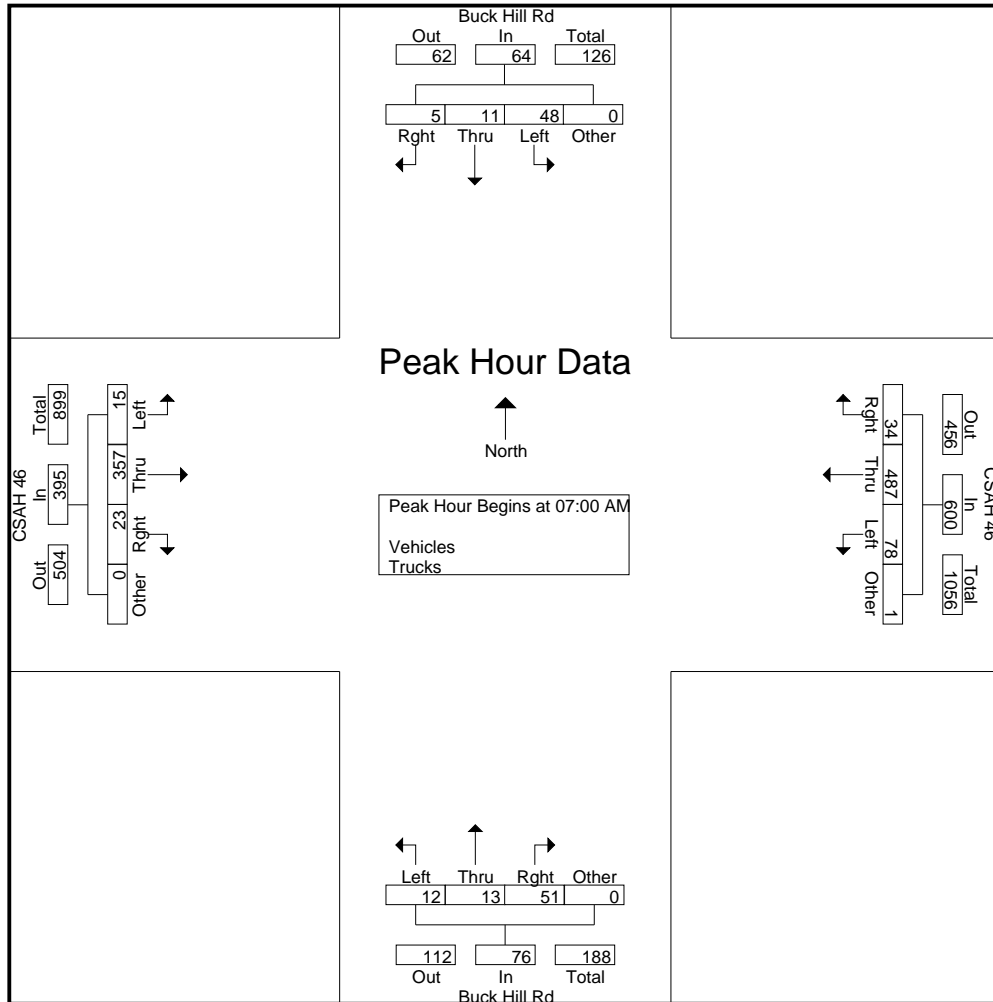 Buck Hill Rd
Out In Total
62 64 126
5 11 48 0
Rght Thru Left Other
Peak Hour Data
North
Peak Hour Begins at 07:00 AM
Vehicles
Trucks
CSAH 46
Total In Out
899 395 504
15 357 23 0
Left Thru Rght Other
Rght Thru Left Other
34 487 78 1
Out In Total
456 600 1056
CSAH 46
Left Thru Rght Other
12 13 51 0
112 76 188
Out In Total
Buck Hill Rd